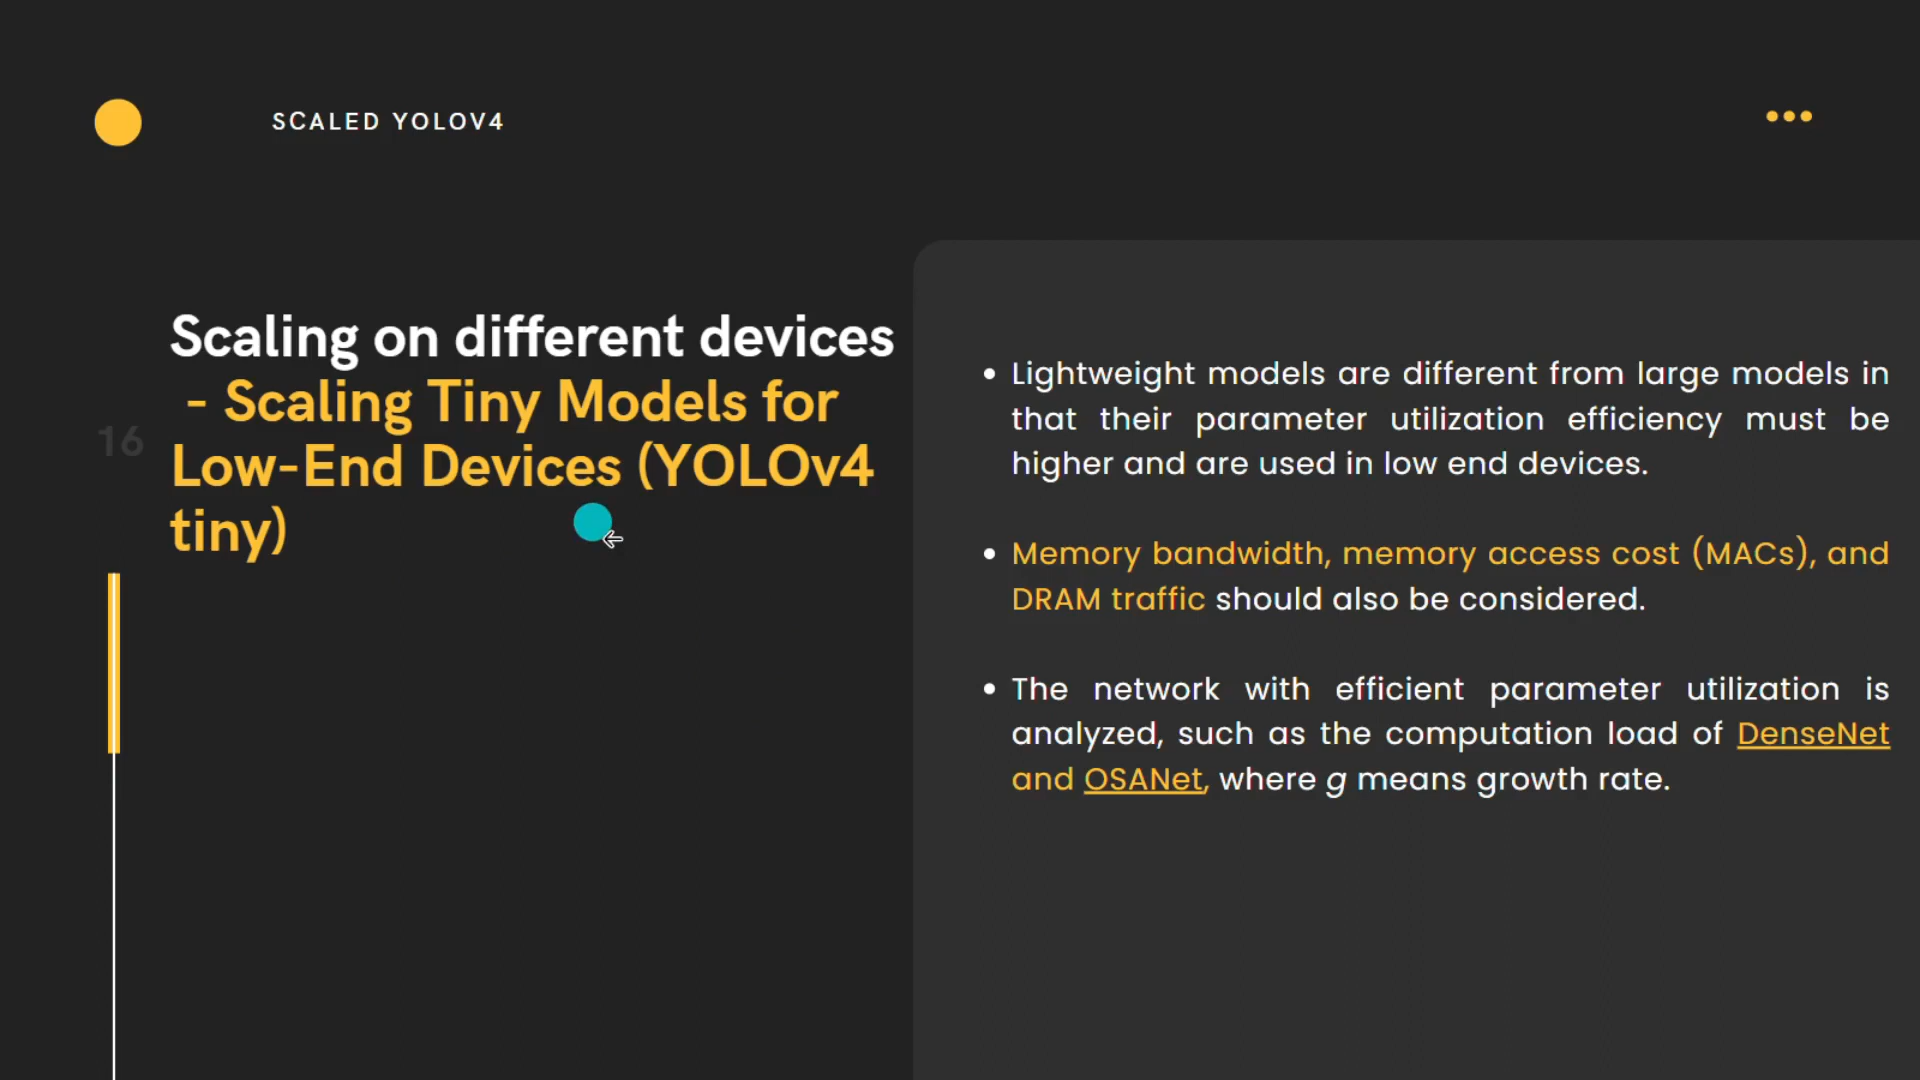 SCALED YOLOV4
16
Scaling on different devices
- Scaling Tiny Models for
Low-End Devices (YOLOv4
tiny)
• Lightweight models are different from large models in
that their parameter utilization efficiency must be
higher and are used in low end devices.
• Memory bandwidth, memory access cost (MACs), and
DRAM traffic should also be considered.
• The network with efficient parameter utilization is
analyzed, such as the computation load of DenseNet
and OSANet, where g means growth rate.